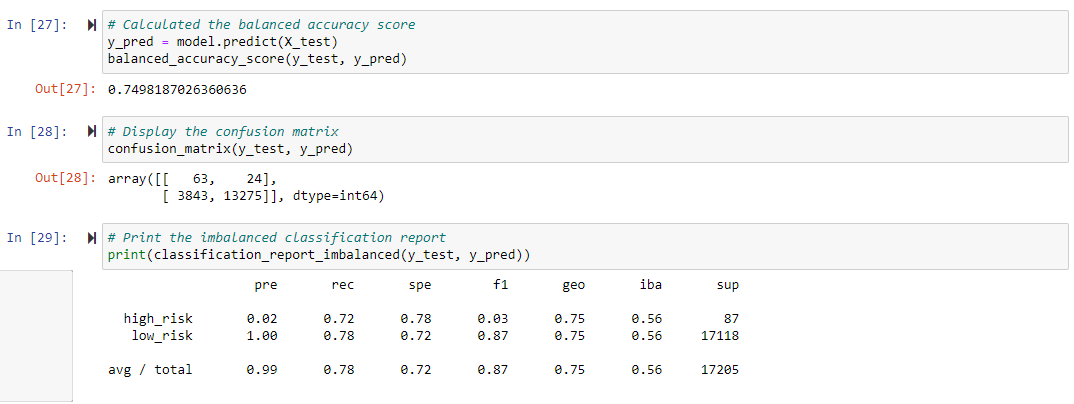 In [27]: # Calculated the balanced accuracy score
y_pred = model.predict(X_test)
balanced_accuracy_score(y_test, y_pred)
Out[27]: 0.7498187026360636
In [28]: # Display the confusion matrix
confusion_matrix(y_test, y_pred)
Out[28]: array([[   63,    24],
       [ 3843, 13275]], dtype=int64)
In [29]: # Print the imbalanced classification report
print(classification_report_imbalanced(y_test, y_pred))
pre rec spe f1 geo iba sup
high_risk 0.02 0.72 0.78 0.03 0.75 0.56 87
low_risk 1.00 0.78 0.72 0.87 0.75 0.56 17118
avg / total 0.99 0.78 0.72 0.87 0.75 0.56 17205